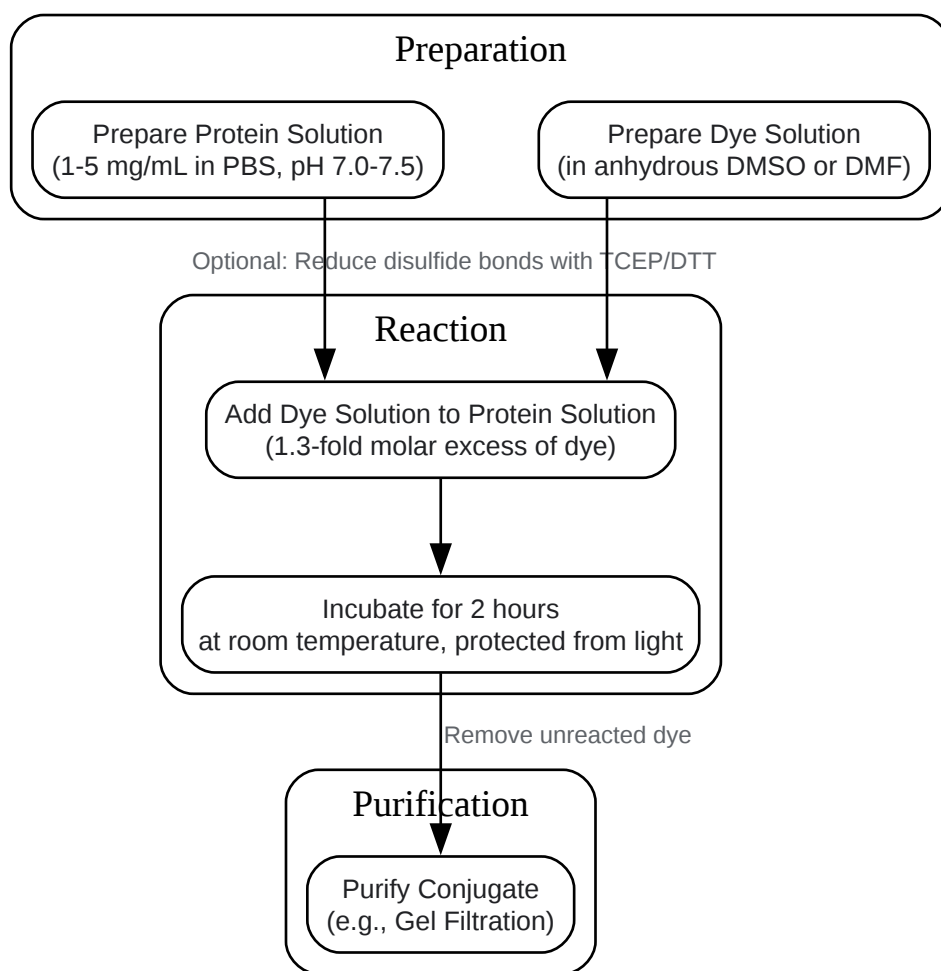 Preparation
Prepare Protein Solution
(1-5 mg/mL in PBS, pH 7.0-7.5)
Prepare Dye Solution
(in anhydrous DMSO or DMF)
Optional: Reduce disulfide bonds with TCEP/DTT
Reaction
Add Dye Solution to Protein Solution
(1.3-fold molar excess of dye)
Incubate for 2 hours
at room temperature, protected from light
Remove unreacted dye
Purification
Purify Conjugate
(e.g., Gel Filtration)